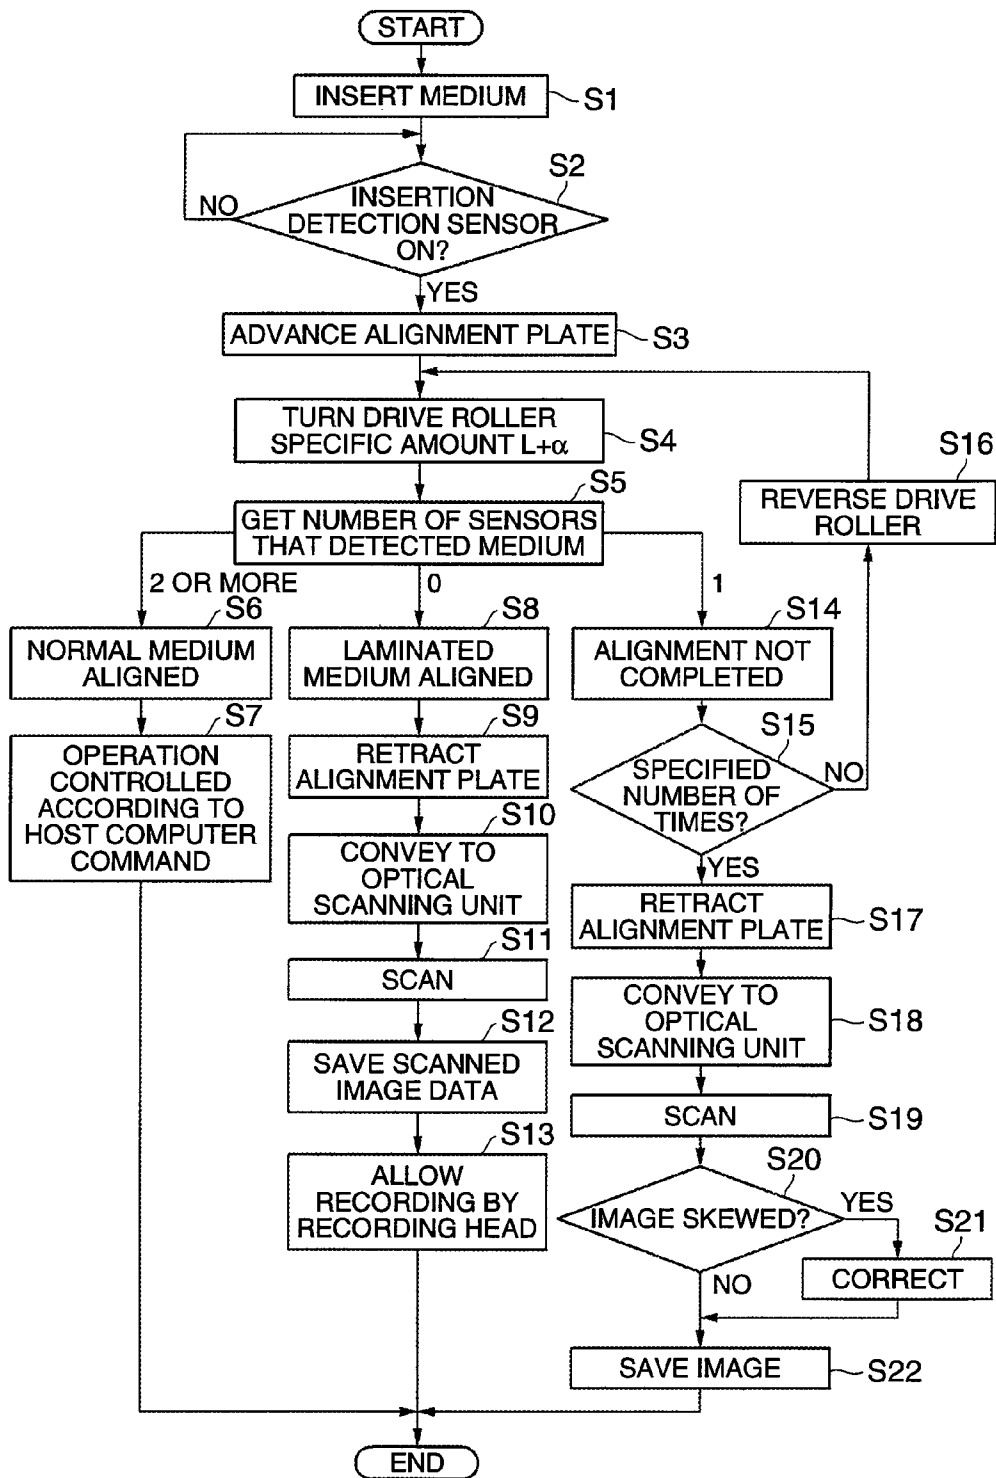 START
INSERT MEDIUM
S1
S2
INSERTION
DETECTION SENSOR
ON?
NO
YES
ADVANCE ALIGNMENT PLATE
S3
TURN DRIVE ROLLER
SPECIFIC AMOUNT L+α
S4
S5
GET NUMBER OF SENSORS
THAT DETECTED MEDIUM
S16
REVERSE DRIVE
ROLLER
2 OR MORE
0
1
S6
NORMAL MEDIUM
ALIGNED
S7
OPERATION
CONTROLLED
ACCORDING TO
HOST COMPUTER
COMMAND
S8
LAMINATED
MEDIUM ALIGNED
S9
RETRACT
ALIGNMENT PLATE
S10
CONVEY TO
OPTICAL
SCANNING UNIT
S11
SCAN
S12
SAVE SCANNED
IMAGE DATA
S13
ALLOW
RECORDING BY
RECORDING HEAD
S14
ALIGNMENT NOT
COMPLETED
S15
SPECIFIED
NUMBER OF
TIMES?
NO
YES
RETRACT
ALIGNMENT PLATE
S17
CONVEY TO
OPTICAL
SCANNING UNIT
S18
SCAN
S19
S20
IMAGE SKEWED?
YES
NO
S21
CORRECT
SAVE IMAGE
S22
END